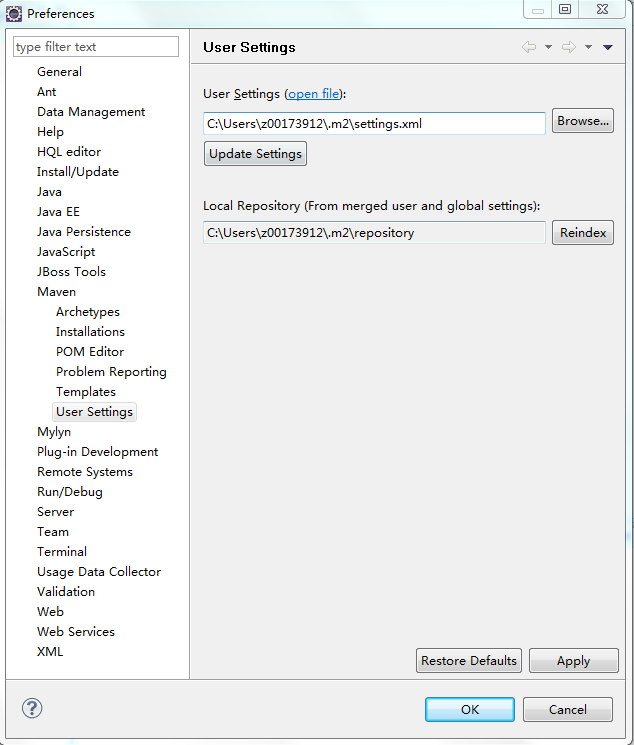 Preferences
type filter text
General
Ant
Data Management
Help
HQL editor
Install/Update
Java
Java EE
Java Persistence
JavaScript
JBoss Tools
Maven
Archetypes
Installations
POM Editor
Problem Reporting
Templates
User Settings
Mylyn
Plug-in Development
Remote Systems
Run/Debug
Server
Team
Terminal
Usage Data Collector
Validation
Web
Web Services
XML
User Settings
User Settings (open file):
C:\Users\z00173912\.m2\settings.xml
Browse...
Update Settings
Local Repository (From merged user and global settings):
C:\Users\z00173912\.m2\repository
Reindex
Restore Defaults
Apply
?
OK
Cancel